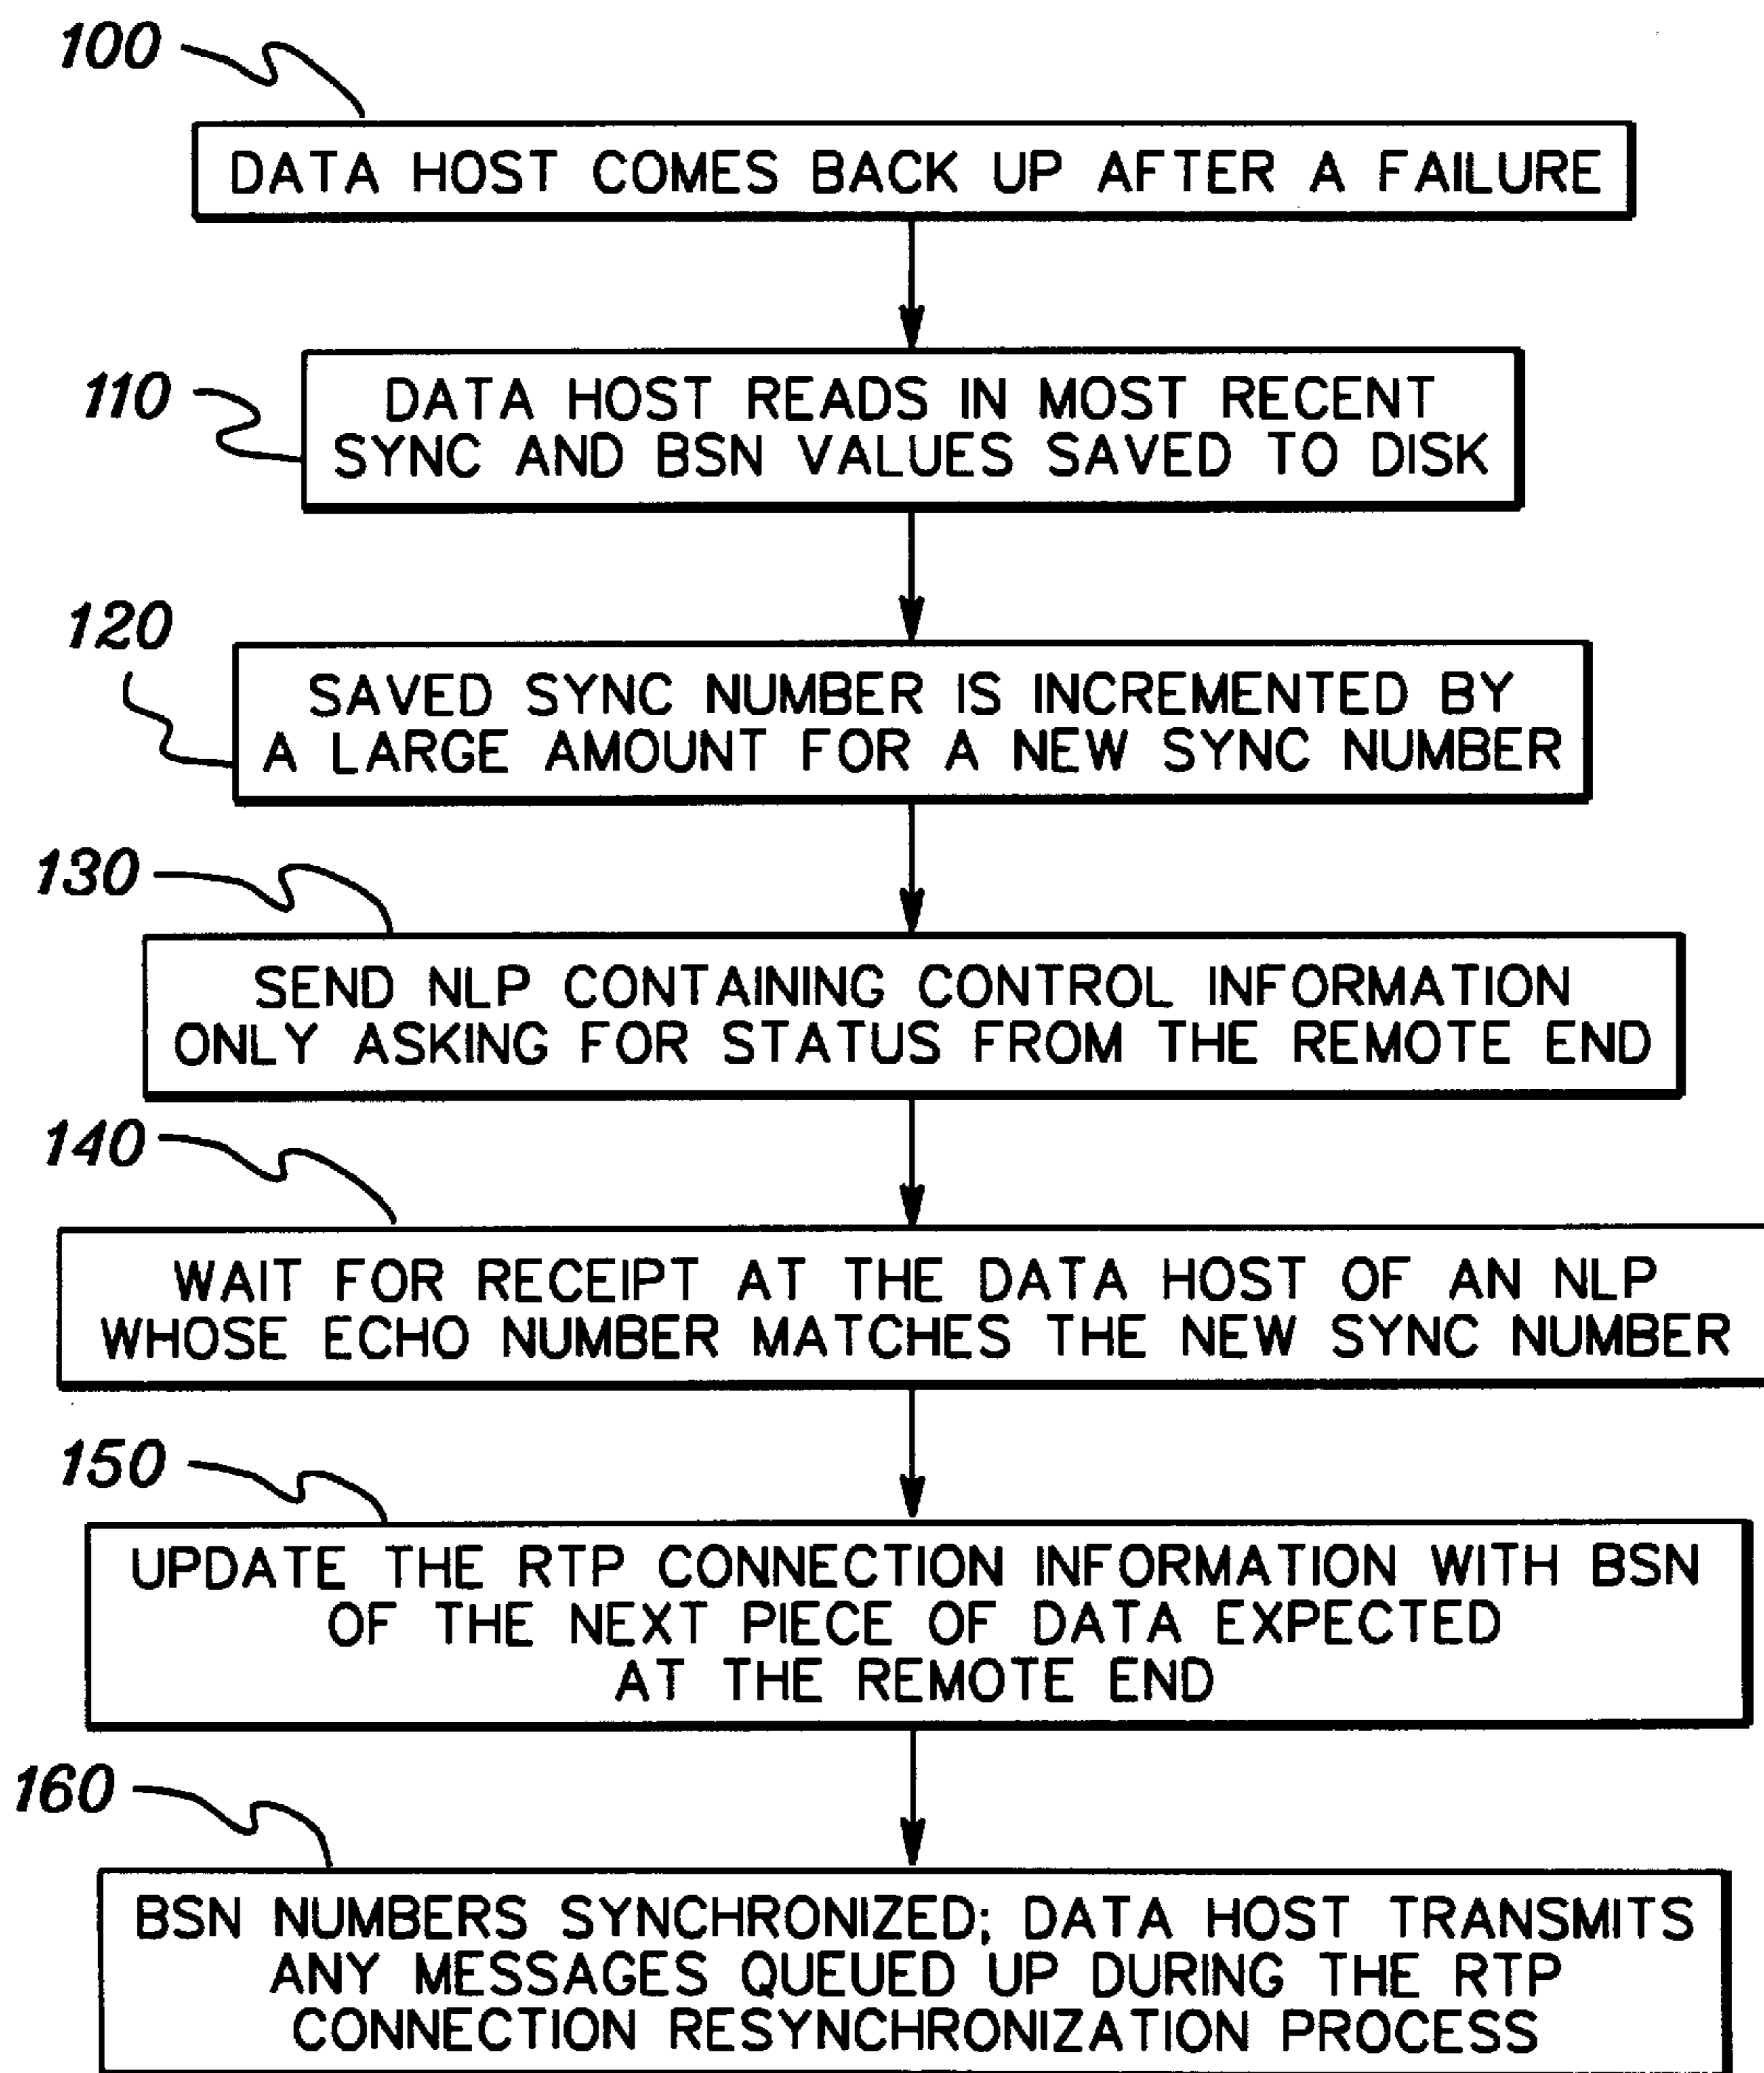 100
DATA HOST COMES BACK UP AFTER A FAILURE
110
DATA HOST READS IN MOST RECENT
SYNC AND BSN VALUES SAVED TO DISK
120
SAVED SYNC NUMBER IS INCREMENTED BY
A LARGE AMOUNT FOR A NEW SYNC NUMBER
130
SEND NLP CONTAINING CONTROL INFORMATION
ONLY ASKING FOR STATUS FROM THE REMOTE END
140
WAIT FOR RECEIPT AT THE DATA HOST OF AN NLP
WHOSE ECHO NUMBER MATCHES THE NEW SYNC NUMBER
150
UPDATE THE RTP CONNECTION INFORMATION WITH BSN
OF THE NEXT PIECE OF DATA EXPECTED
AT THE REMOTE END
160
BSN NUMBERS SYNCHRONIZED; DATA HOST TRANSMITS
ANY MESSAGES QUEUED UP DURING THE RTP
CONNECTION RESYNCHRONIZATION PROCESS